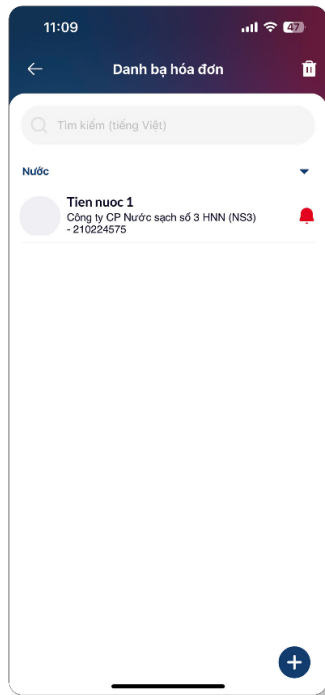 11:09
47
Danh bạ hóa đơn
Tìm kiếm (tiếng Việt)
Nước
Tien nuoc 1
Công ty CP Nước sạch số 3 HNN (NS3)
- 210224575